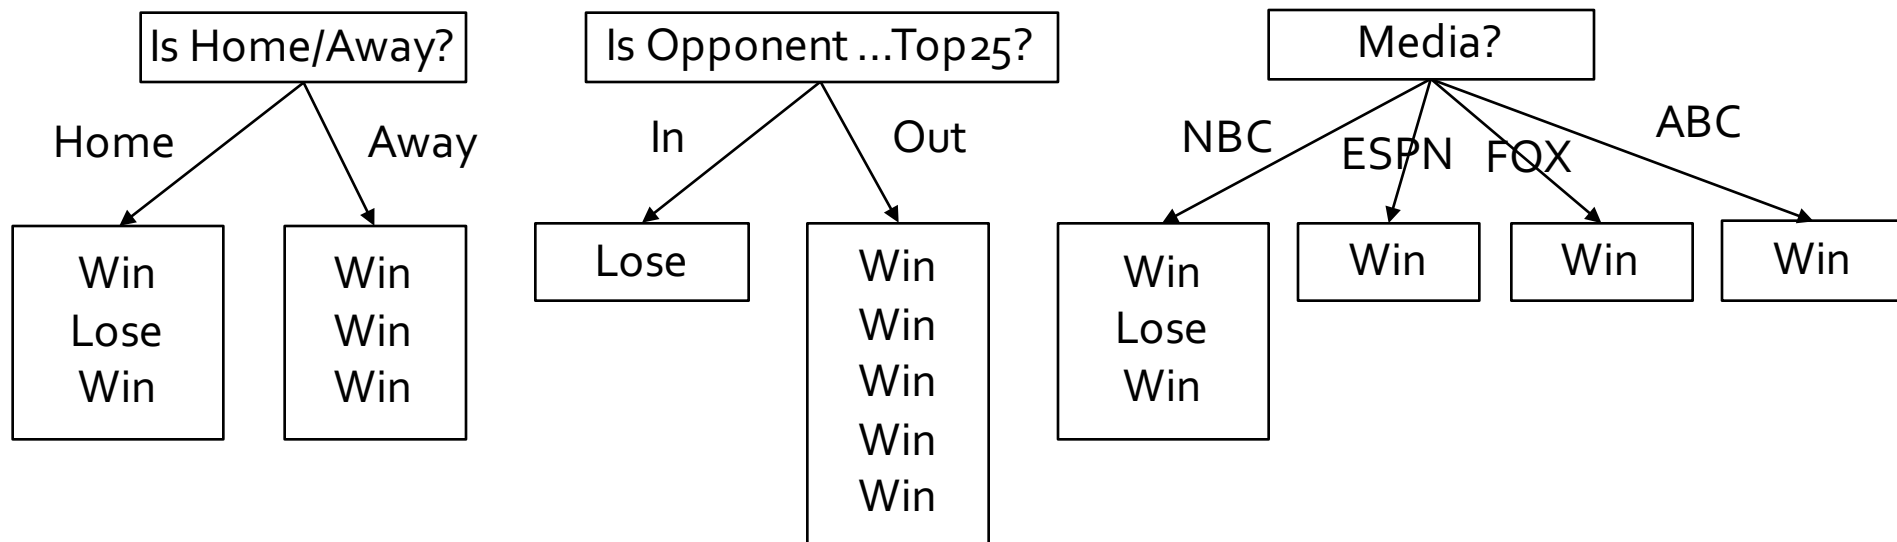 Is Home/Away?
Home
Away
Win
Lose
Win
Win
Win
Win
Is Opponent ...Top25?
In
Out
Lose
Win
Win
Win
Win
Win
Media?
NBC
ESPN
FOX
ABC
Win
Lose
Win
Win
Win
Win